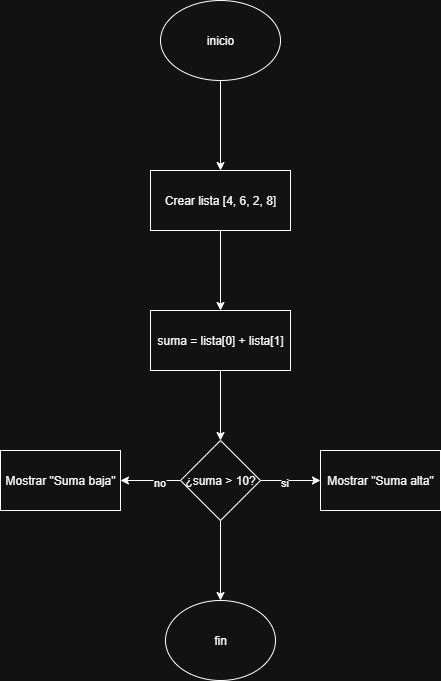 inicio
Crear lista [4, 6, 2, 8]
suma = lista[0] + lista[1]
Mostrar "Suma baja"
no
¿suma > 10?
si
Mostrar "Suma alta"
fin